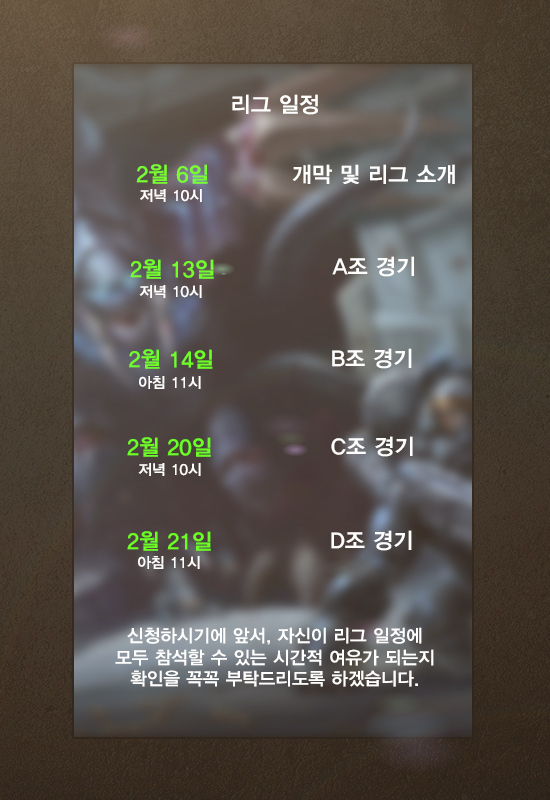 리그 일정
2월 6일 개막 및 리그 소개
저녁 10시
2월 13일 A조 경기
저녁 10시
2월 14일 B조 경기
아침 11시
2월 20일 C조 경기
저녁 10시
2월 21일 D조 경기
아침 11시
신청하시기에 앞서, 자신이 리그 일정에
모두 참석할 수 있는 시간적 여유가 되는지
확인을 꼭꼭 부탁드리도록 하겠습니다.